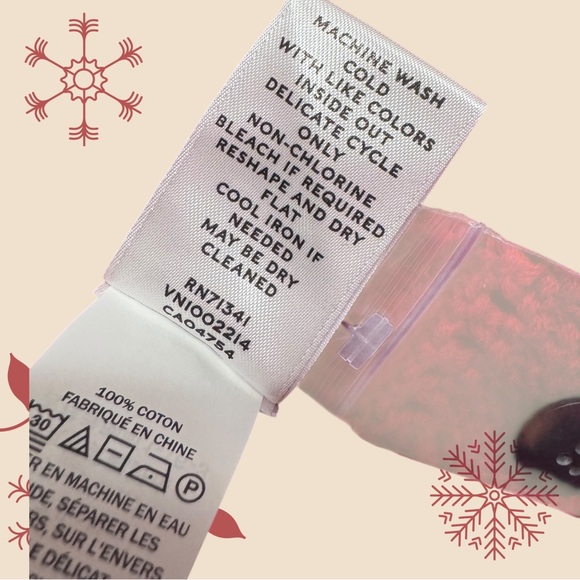 MACHINE WASH
COLD
WITH LIKE COLORS
INSIDE OUT
DELICATE CYCLE
ONLY
NON-CHLORINE
BLEACH IF REQUIRED
RESHAPE AND DRY
FLAT
COOL IRON IF
NEEDED
MAY BE DRY
CLEANED
RN71341
VN1002214
CA04754
100% COTON
FABRIQUÉ EN CHINE
30
P
EN MACHINE EN EAU
SÉPARER LES
SUR L'ENVERS